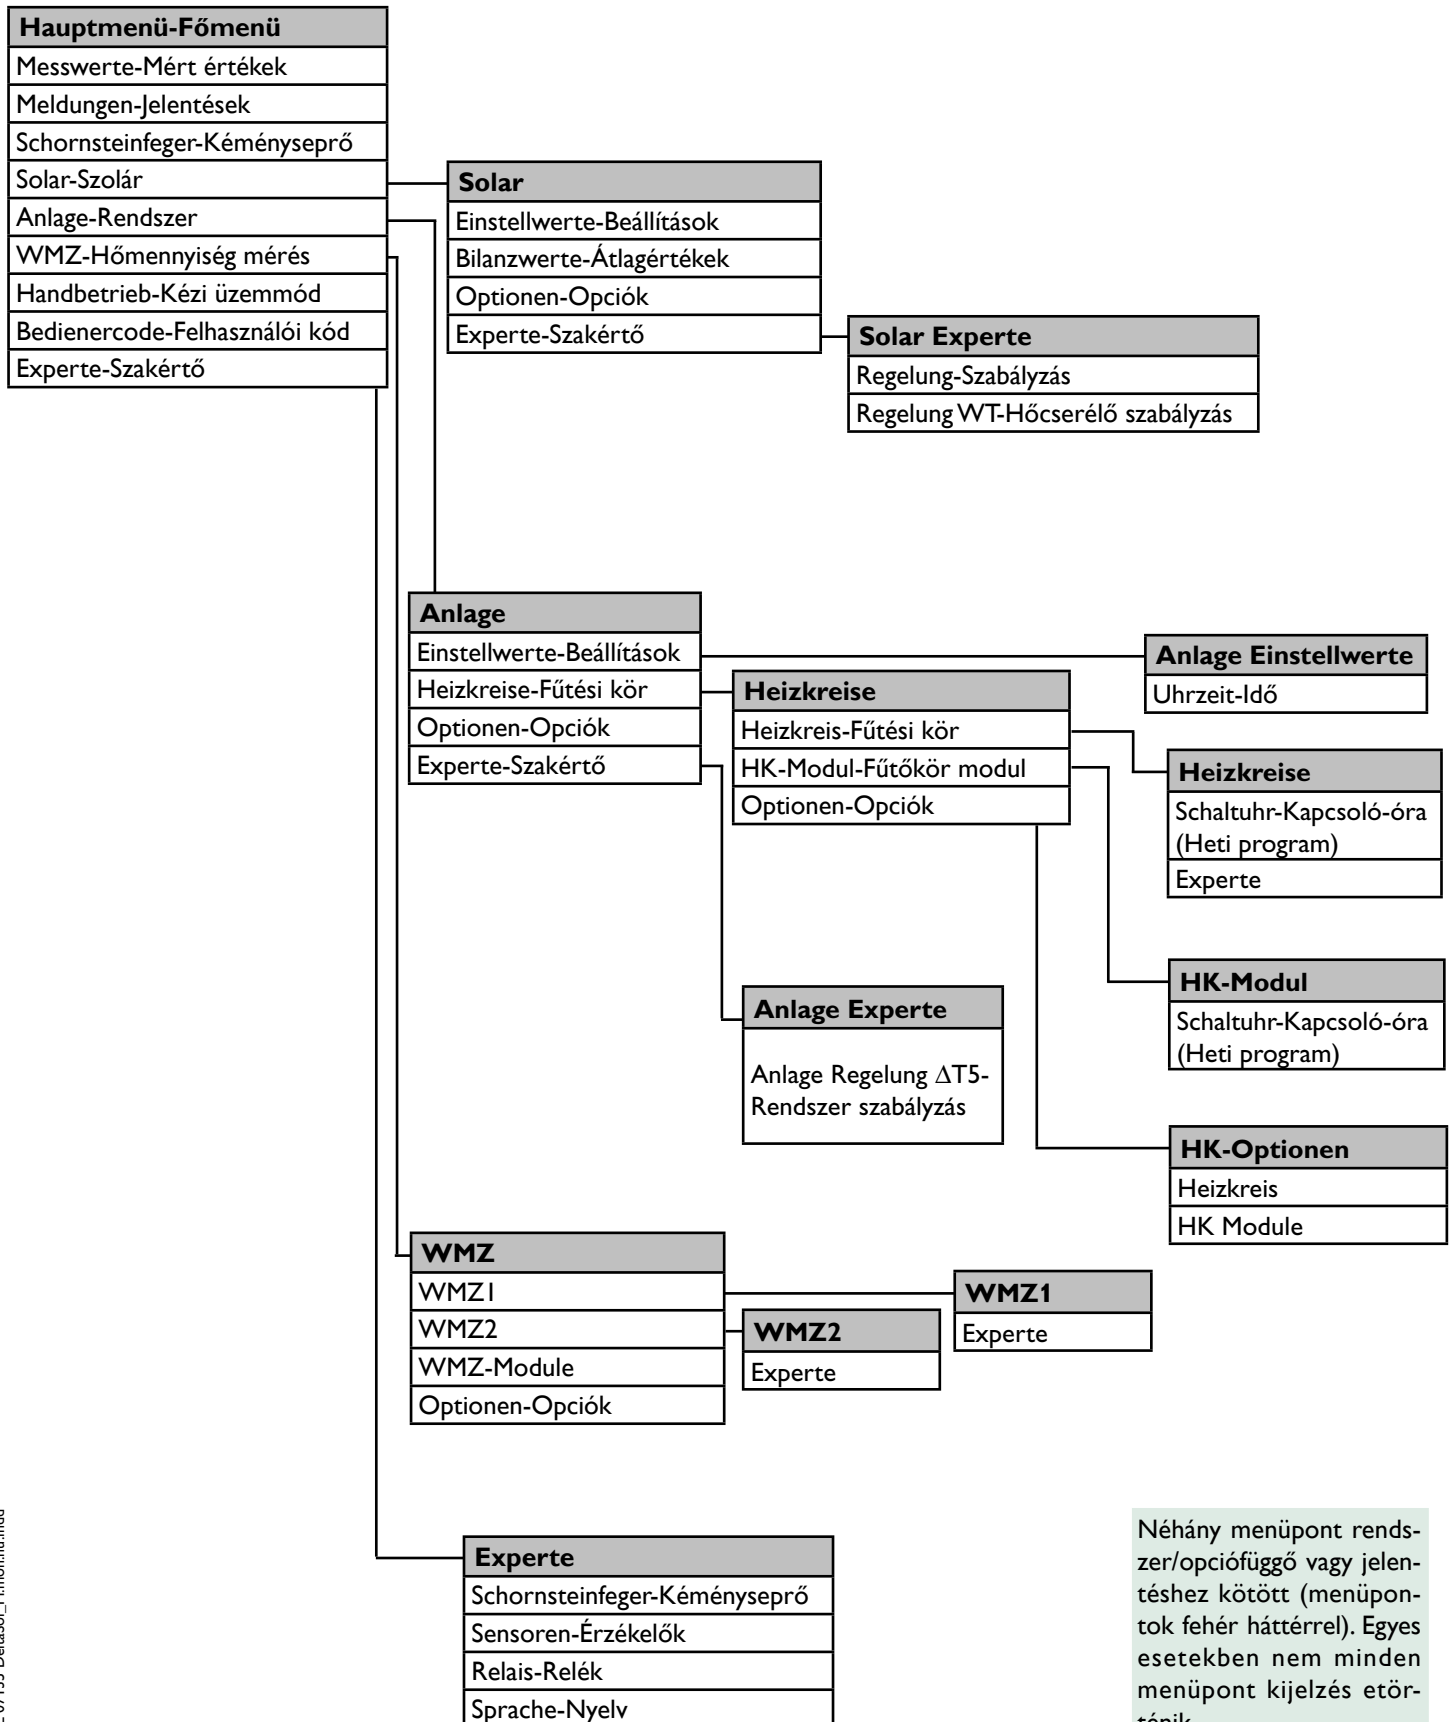 Hauptmenü-Főmenü
Messwerte-Mért értékek
Meldungen-Jelentések
Schornsteinfeger-Kéményseprő
Solar-Szolár
Anlage-Rendszer
WMZ-Hőmennyiség mérés
Handbetrieb-Kézi üzemmód
Bedienercode-Felhasználói kód
Experte-Szakértő
Solar
Einstellwerte-Beállítások
Bilanzwerte-Átlagértékek
Optionen-Opciók
Experte-Szakértő
Solar Experte
Regelung-Szabályzás
Regelung WT-Hőcserélő szabályzás
Anlage
Einstellwerte-Beállítások
Heizkreise-Fűtési kör
Optionen-Opciók
Experte-Szakértő
Anlage Einstellwerte
Uhrzeit-Idő
Heizkreise
Heizkreis-Fűtési kör
HK-Modul-Fűtőkör modul
Optionen-Opciók
Heizkreise
Schaltuhr-Kapcsoló-óra
(Heti program)
Experte
HK-Modul
Schaltuhr-Kapcsoló-óra
(Heti program)
Anlage Experte
Anlage Regelung ΔT5-
Rendszer szabályzás
HK-Optionen
Heizkreis
HK Module
WMZ
WMZ1
WMZ2
WMZ-Module
Optionen-Opciók
WMZ1
Experte
WMZ2
Experte
Experte
Schornsteinfeger-Kéményseprő
Sensoren-Érzékelők
Relais-Relék
Sprache-Nyelv
Néhány menüpont rends-
zer/opciófüggő vagy jelen-
téshez kötött (menüpon-
tok fehér háttérrel). Egyes
esetekben nem minden
menüpont kijelzés etör-
ténik